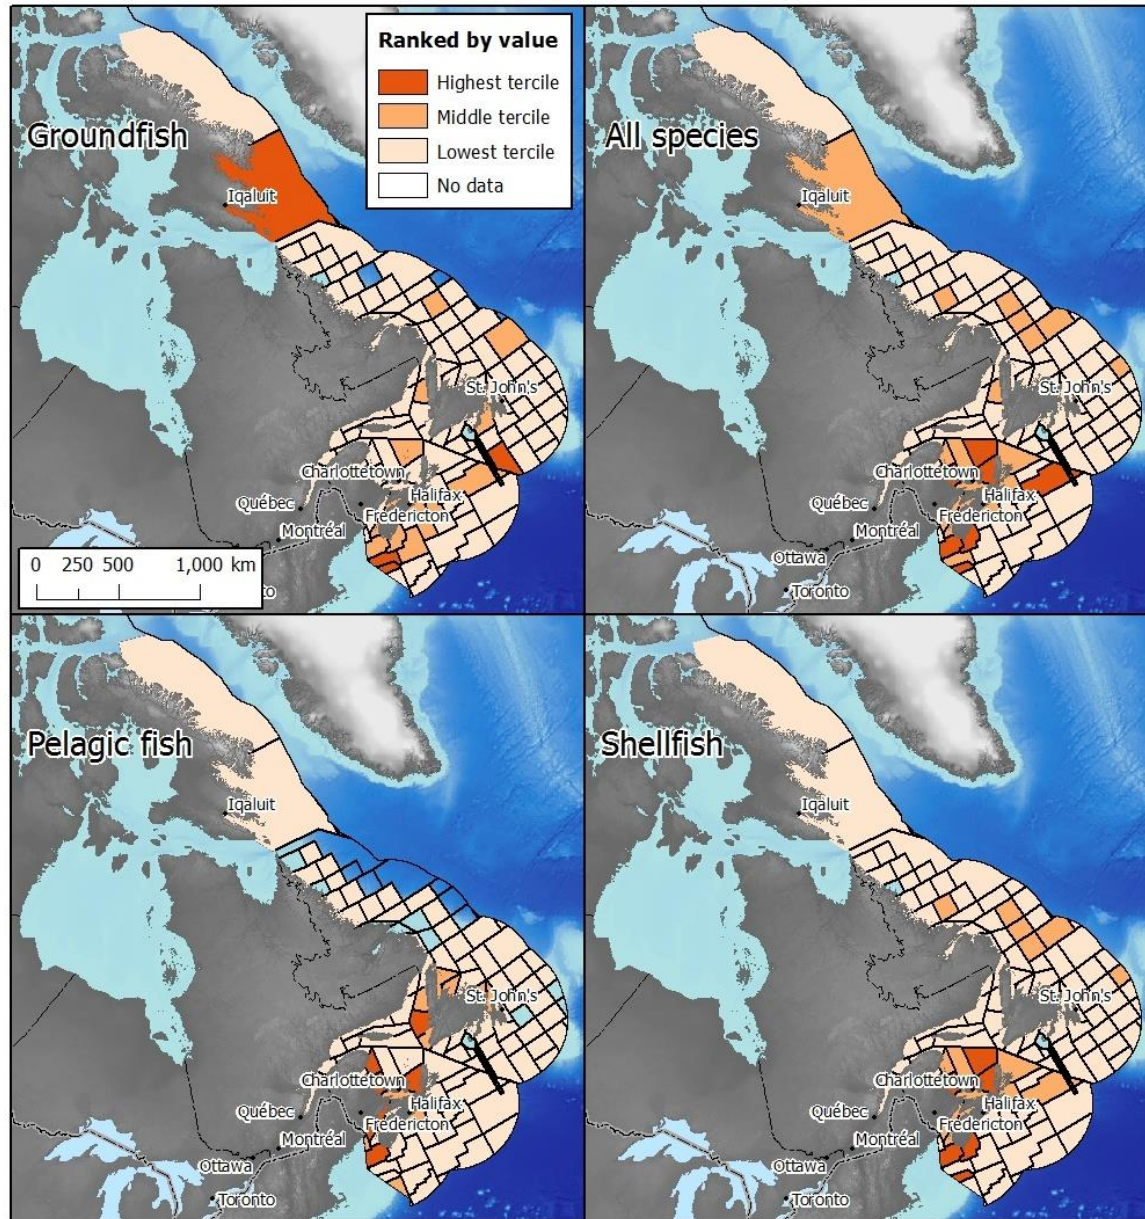 Ranked by value
Highest tercile
Middle tercile
Lowest tercile
No data
Groundfish
Iqaluit
St. John's
Charlottetown
Halifax
Québec
Fredericton
Montréal
0 250 500 1,000 km
to
All species
Iqaluit
St. John's
Charlottetown
Halifax
Québec
Fredericton
Montréal
Ottawa
Toronto
Pelagic fish
Iqaluit
St. John's
Charlottetown
Halifax
Québec
Fredericton
Montréal
Ottawa
Toronto
Shellfish
Iqaluit
St. John's
Charlottetown
Halifax
Québec
Fredericton
Montréal
Ottawa
Toronto